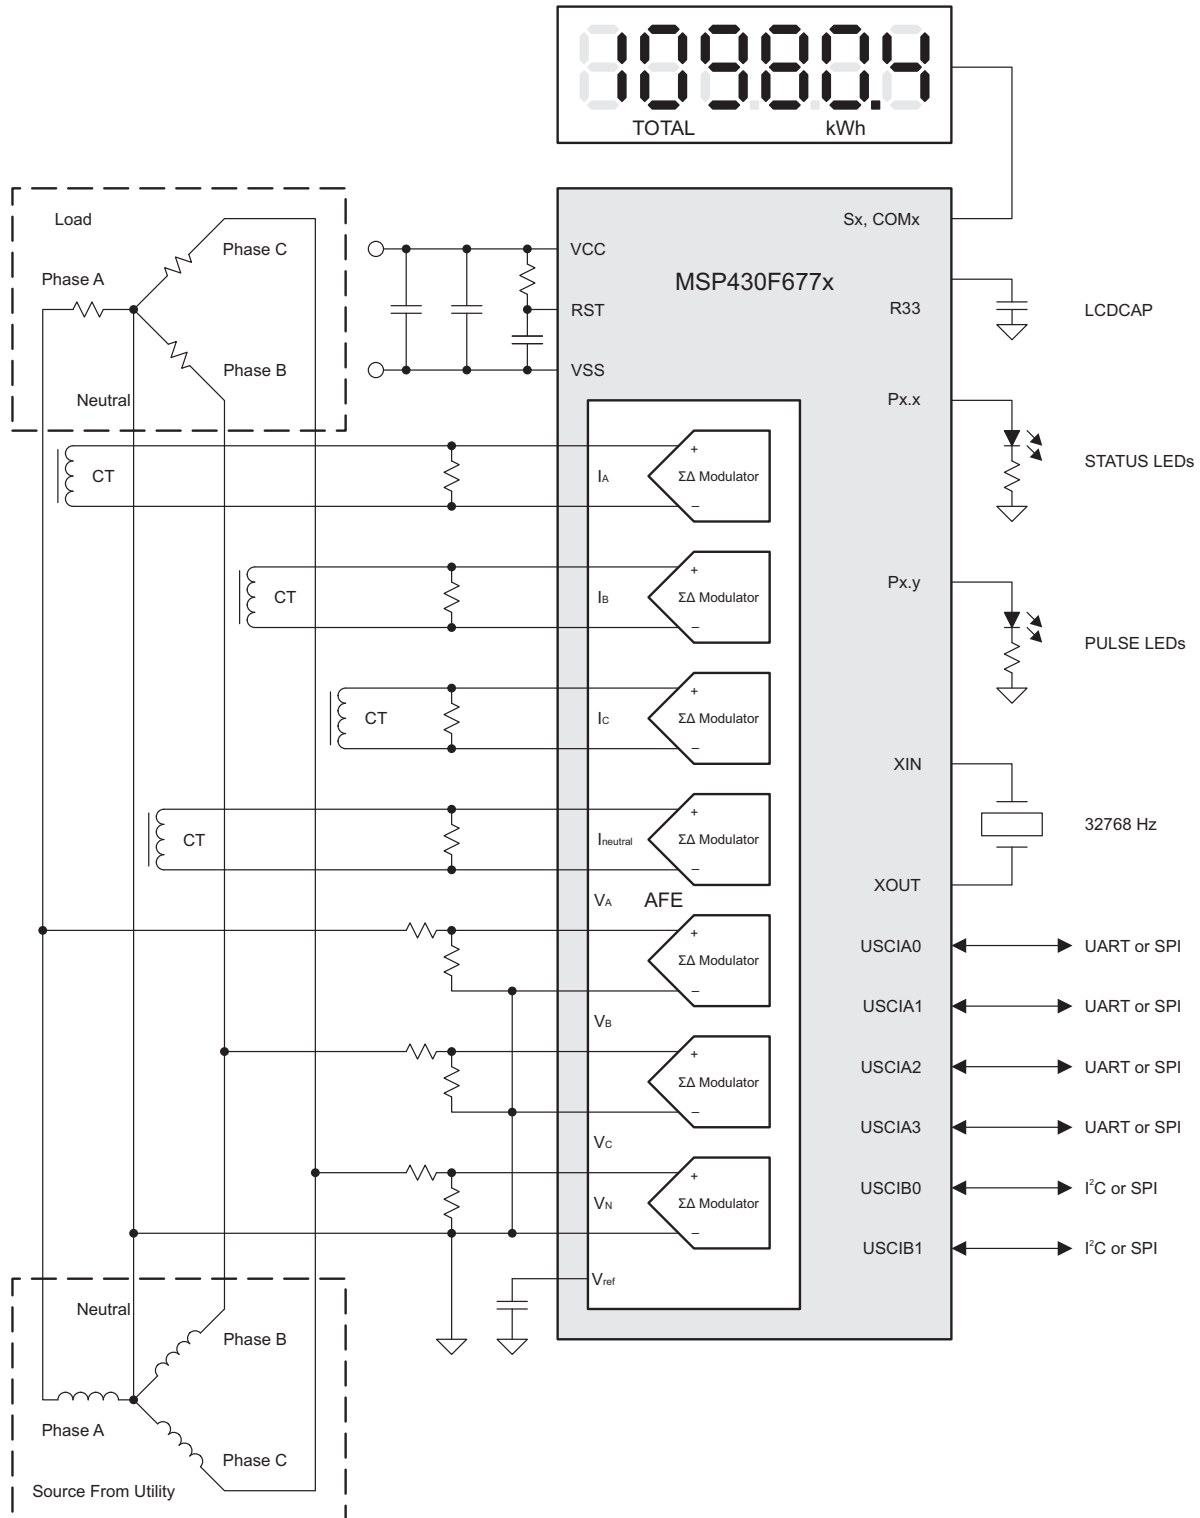 10980.4
TOTAL kWh
Load
Phase C
Phase A
Phase B
Neutral
VCC
RST
VSS
MSP430F677x
Sx, COMx
R33
LCDCAP
Px.x
STATUS LEDs
Px.y
PULSE LEDs
XIN
32768 Hz
XOUT
CT
IA
+
ΣΔ Modulator
–
CT
IB
+
ΣΔ Modulator
–
CT
IC
+
ΣΔ Modulator
–
CT
Ineutral
+
ΣΔ Modulator
–
VA
AFE
+
ΣΔ Modulator
–
VB
+
ΣΔ Modulator
–
VC
+
VN
ΣΔ Modulator
–
Vref
USCIA0 UART or SPI
USCIA1 UART or SPI
USCIA2 UART or SPI
USCIA3 UART or SPI
USCIB0 I²C or SPI
USCIB1 I²C or SPI
Neutral
Phase B
Phase A
Phase C
Source From Utility